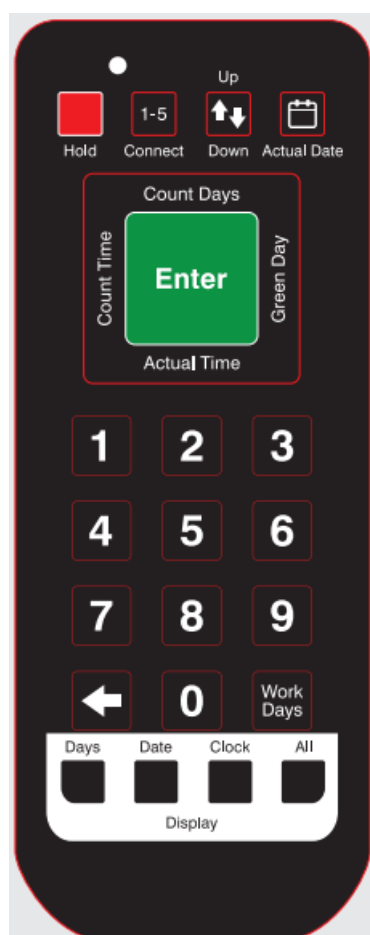 Up
1-5
Hold Connect Down Actual Date
Count Days
Count Time
Enter
Green Day
Actual Time
1 2 3
4 5 6
7 8 9
0 Work
Days
Days Date Clock All
Display